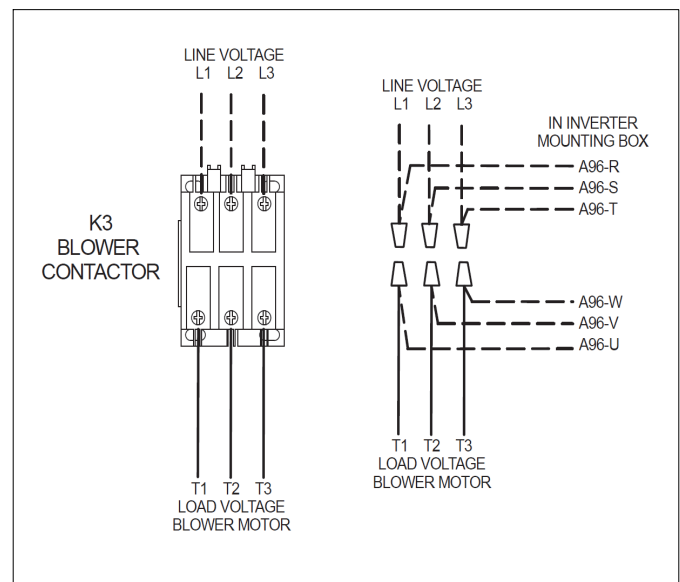 LINE VOLTAGE
L1 L2 L3
K3
BLOWER
CONTACTOR
T1 T2 T3
LOAD VOLTAGE
BLOWER MOTOR
LINE VOLTAGE
L1 L2 L3
IN INVERTER
MOUNTING BOX
A96-R
A96-S
A96-T
A96-W
A96-V
A96-U
T1 T2 T3
LOAD VOLTAGE
BLOWER MOTOR